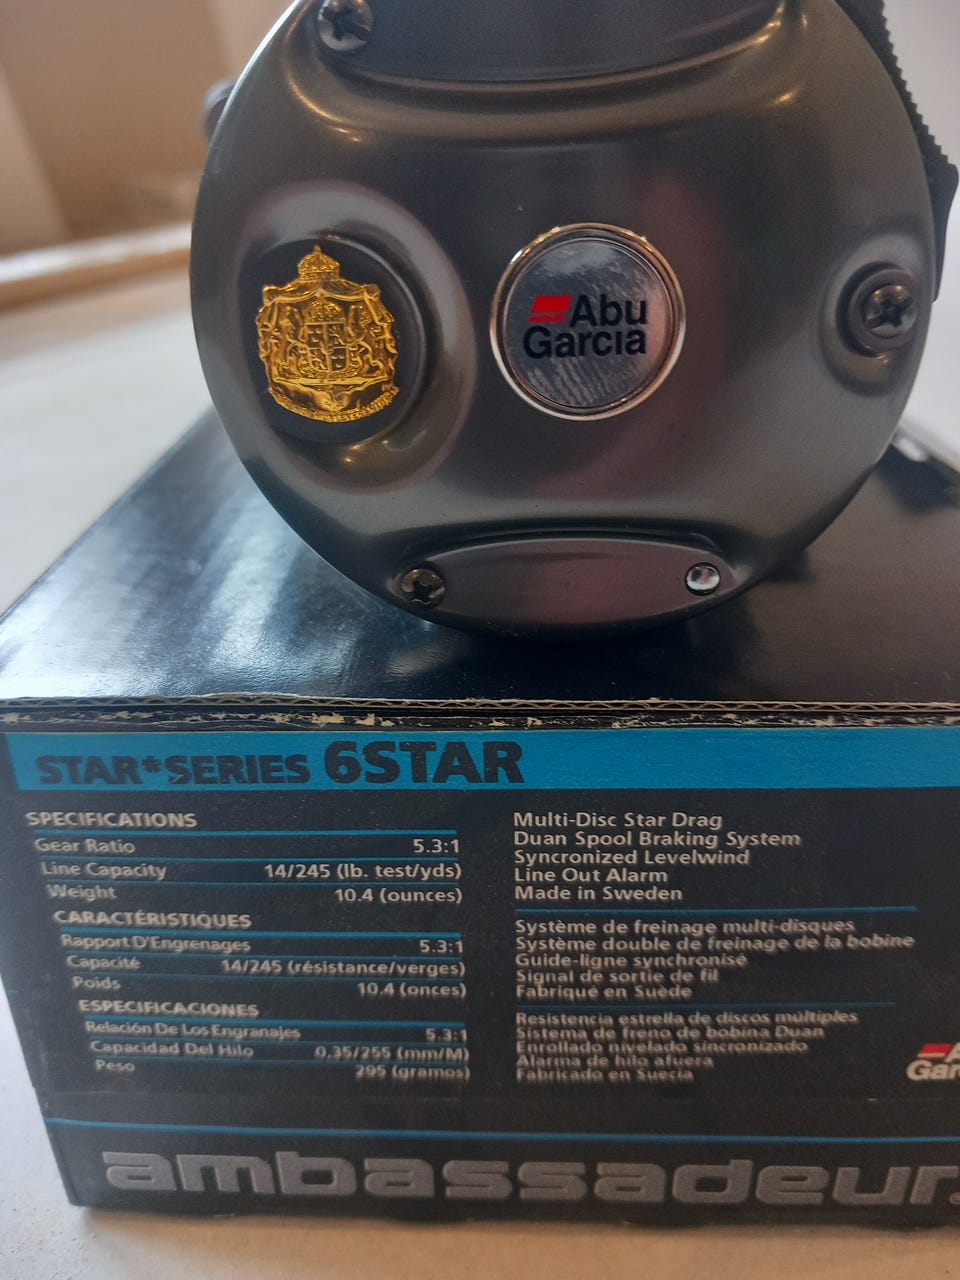 Abu
Garcia
STAR*SERIES 6STAR
SPECIFICATIONS
Gear Ratio 5.3:1
Line Capacity 14/245 (lb. test/yds)
Weight 10.4 (ounces)
CARACTÉRISTIQUES
Rapport D'Engrenages 5.3:1
Capacité 14/245 (résistance/verges)
Poids 10.4 (onces)
ESPECIFICACIONES
Relación De Los Engranajes 5.3:1
Capacidad Del Hilo 0,35/255 (mm/M)
Peso 295 (gramos)
Multi-Disc Star Drag
Duan Spool Braking System
Syncronized Levelwind
Line Out Alarm
Made in Sweden
Système de freinage multi-disques
Système double de freinage de la bobine
Guide-ligne synchronisé
Signal de sortie de fil
Fabriqué en Suède
Resistencia estrella de discos múltiples
Sistema de freno de bobina Duan
Enrollado nivelado sincronizado
Alarma de hilo afuera
Fabricado en Suecia
A
Gar
ambassadeur